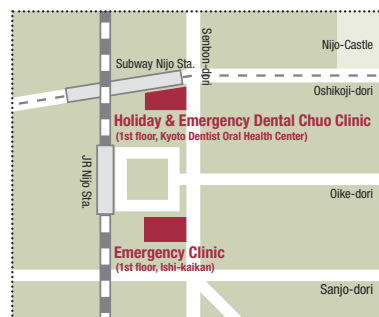 Nijo-Castle
Subway Nijo Sta.
Senbon-dori
Oshikoji-dori
Holiday & Emergency Dental Chuo Clinic
(1st floor, Kyoto Dentist Oral Health Center)
JR Nijo Sta.
Oike-dori
Emergency Clinic
(1st floor, Ishi-kaikan)
Sanjo-dori